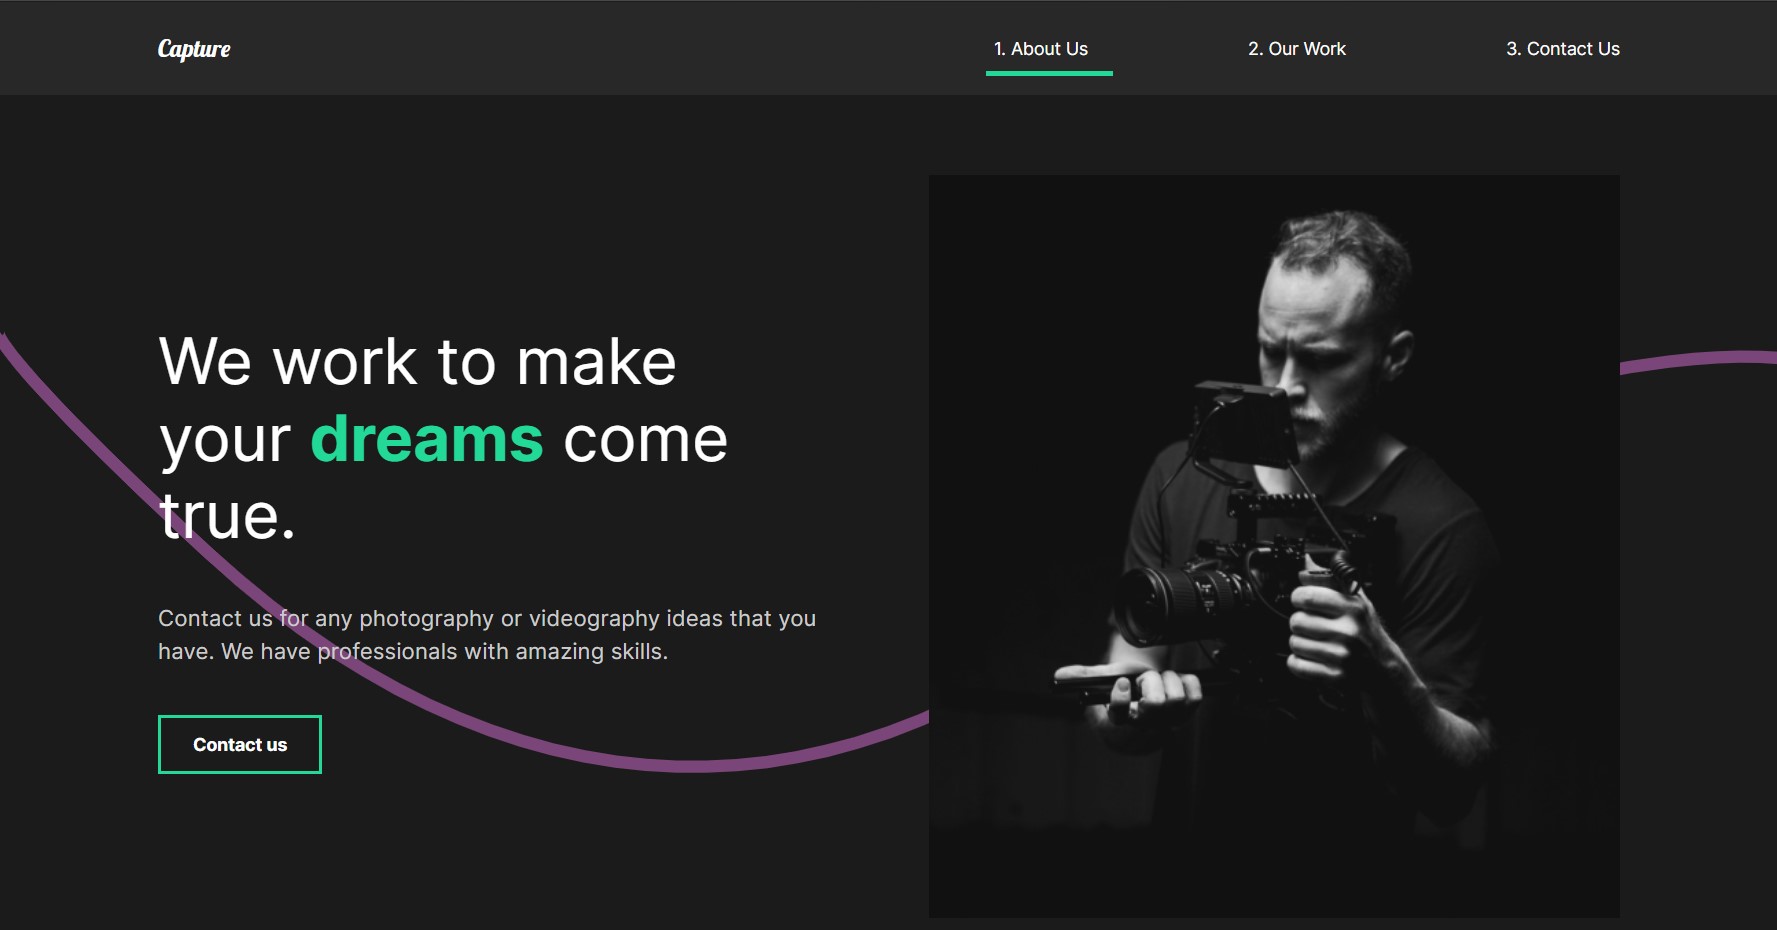 Capture
1. About Us
2. Our Work
3. Contact Us
We work to make
your dreams come
true.
Contact us for any photography or videography ideas that you
have. We have professionals with amazing skills.
Contact us